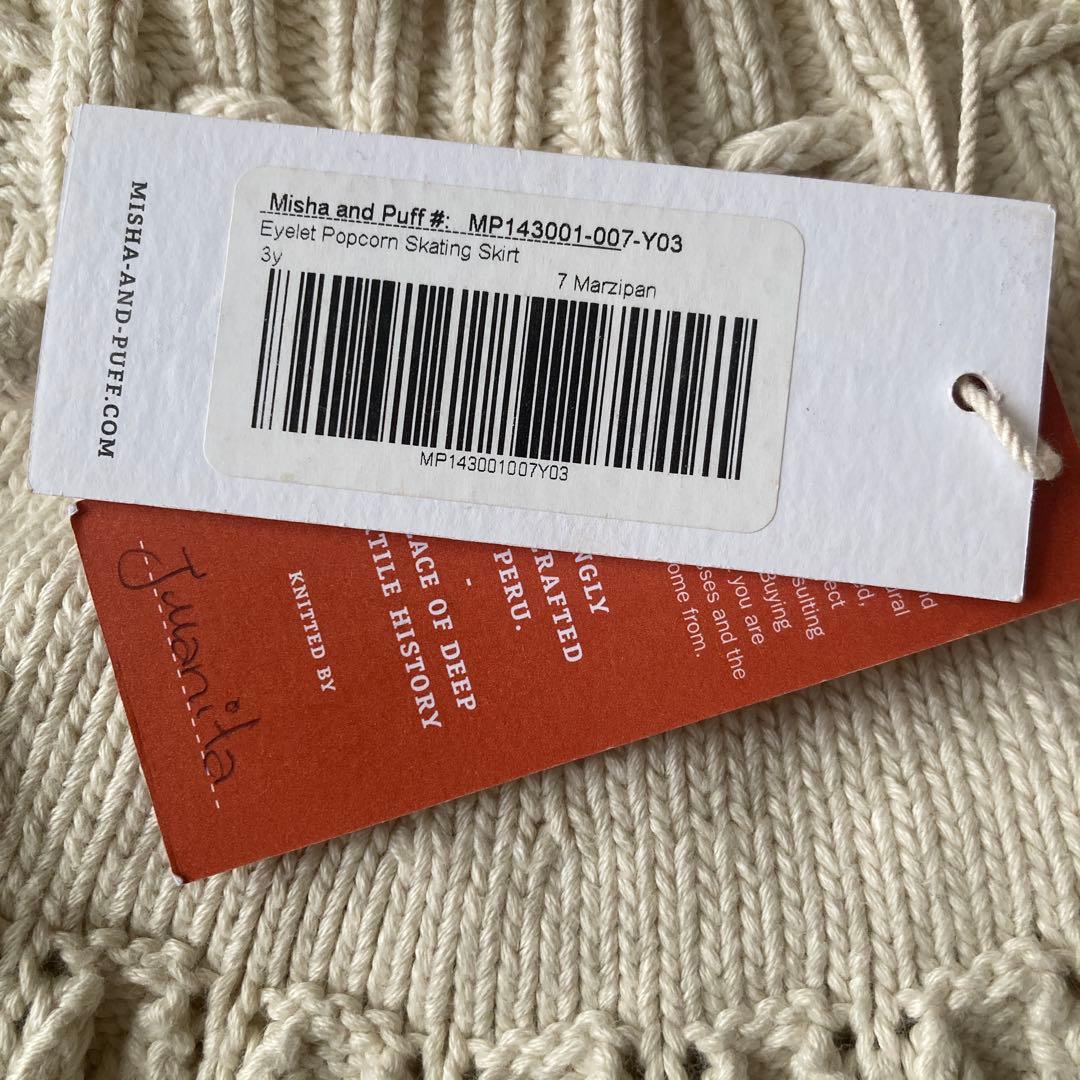 MISHA-AND-PUFF.COM
Misha and Puff #: MP143001-007-Y03
Eyelet Popcorn Skating Skirt
3y
7 Marzipan
MP143001007Y03
Juanita
KNITTED BY
TILE HISTORY
ACE OF DEEP
-
PERU.
RAFTED
NGLY
ome from.
ses and the
you are
Buying
sulting
ect